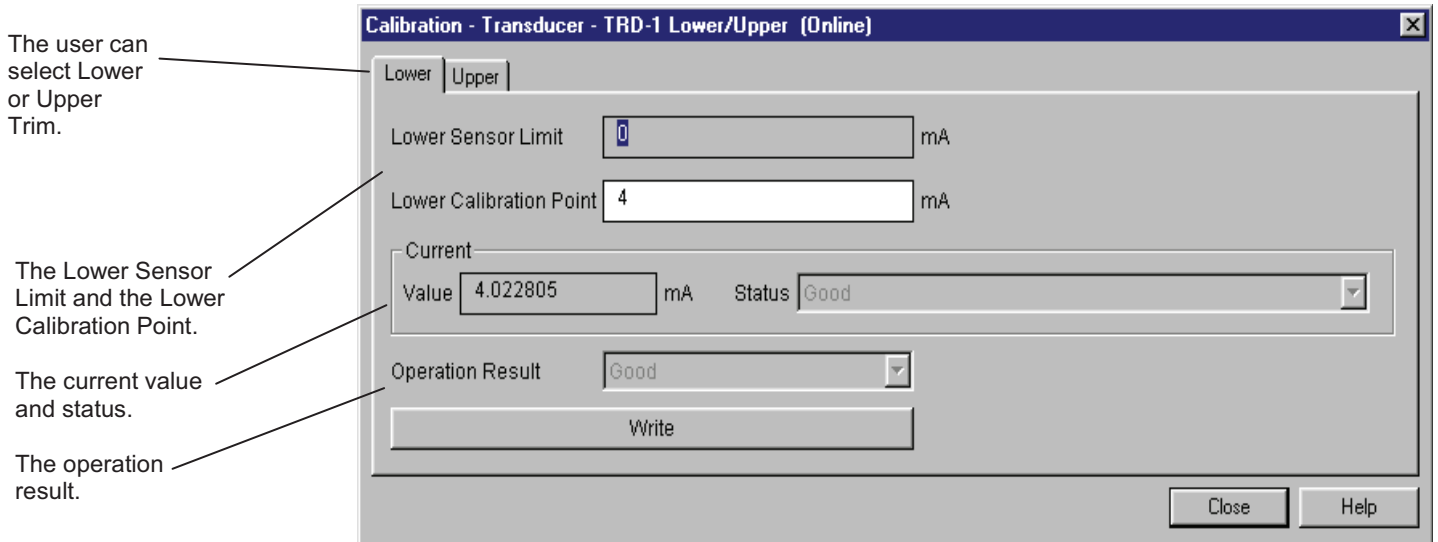 Calibration - Transducer - TRD-1 Lower/Upper (Online)
The user can
select Lower
or Upper
Trim.
Lower Upper
Lower Sensor Limit 0 mA
Lower Calibration Point 4 mA
The Lower Sensor
Limit and the Lower
Calibration Point.
Current
Value 4.022805 mA Status Good
The current value
and status.
Operation Result Good
Write
The operation
result.
Close Help